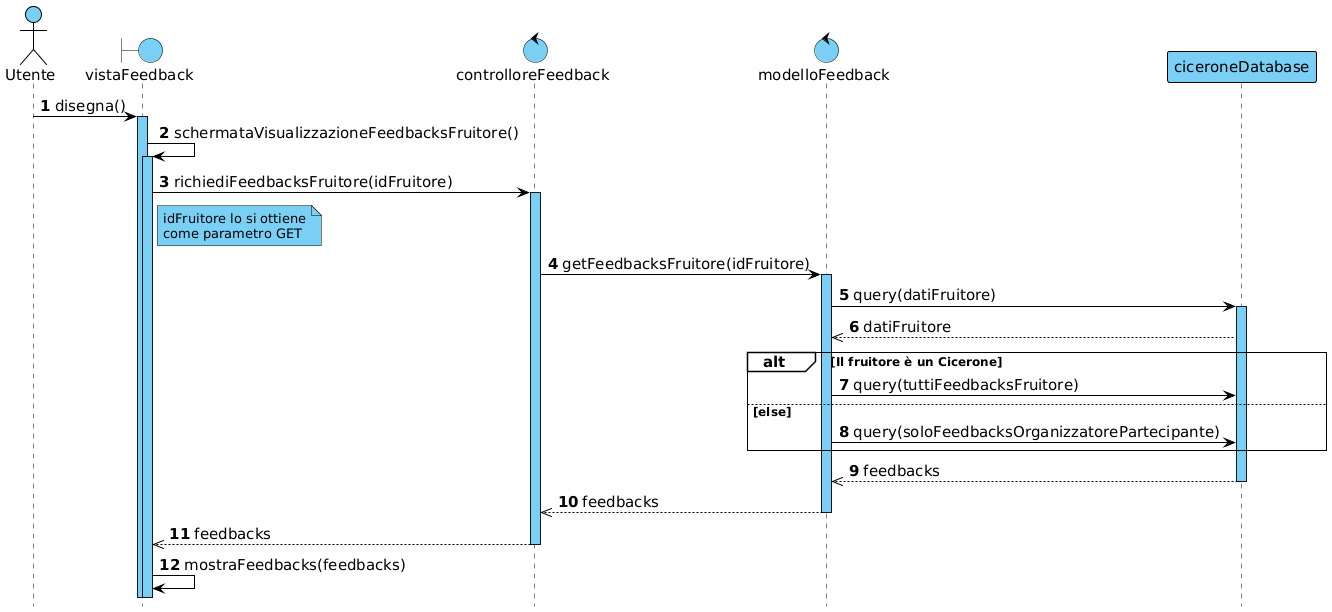 Utente
vistaFeedback
controlloreFeedback
modelloFeedback
ciceroneDatabase
1 disegna()
2 schermataVisualizzazioneFeedbacksFruitore()
3 richiediFeedbacksFruitore(idFruitore)
idFruitore lo si ottiene
come parametro GET
4 getFeedbacksFruitore(idFruitore)
5 query(datiFruitore)
6 datiFruitore
alt [Il fruitore è un Cicerone]
7 query(tuttiFeedbacksFruitore)
[else]
8 query(soloFeedbacksOrganizzatorePartecipante)
9 feedbacks
10 feedbacks
11 feedbacks
12 mostraFeedbacks(feedbacks)